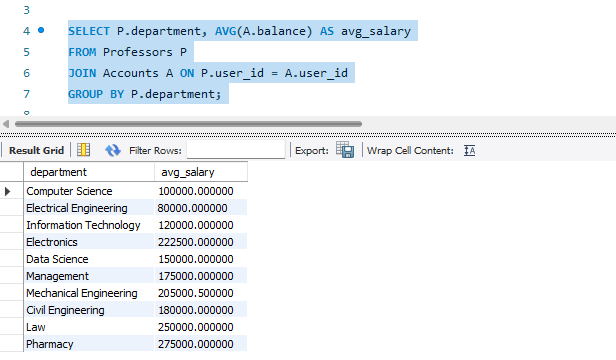 3
4 SELECT P.department, AVG(A.balance) AS avg_salary
5 FROM Professors P
6 JOIN Accounts A ON P.user_id = A.user_id
7 GROUP BY P.department;
Result Grid Filter Rows: Export: Wrap Cell Content:
department avg_salary
Computer Science 100000.000000
Electrical Engineering 80000.000000
Information Technology 120000.000000
Electronics 222500.000000
Data Science 150000.000000
Management 175000.000000
Mechanical Engineering 205000.500000
Civil Engineering 180000.000000
Law 250000.000000
Pharmacy 275000.000000